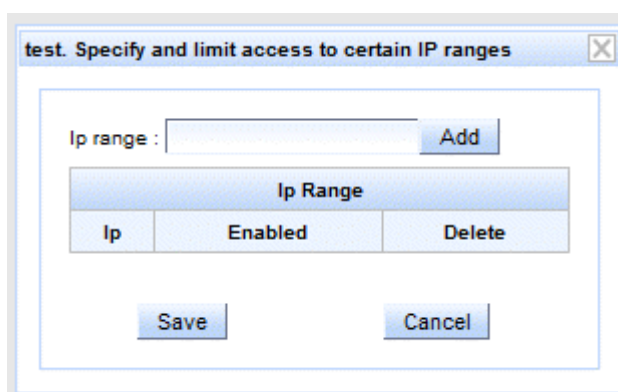 test. Specify and limit access to certain IP ranges
Ip range : Add
Ip Range
Ip Enabled Delete
Save Cancel